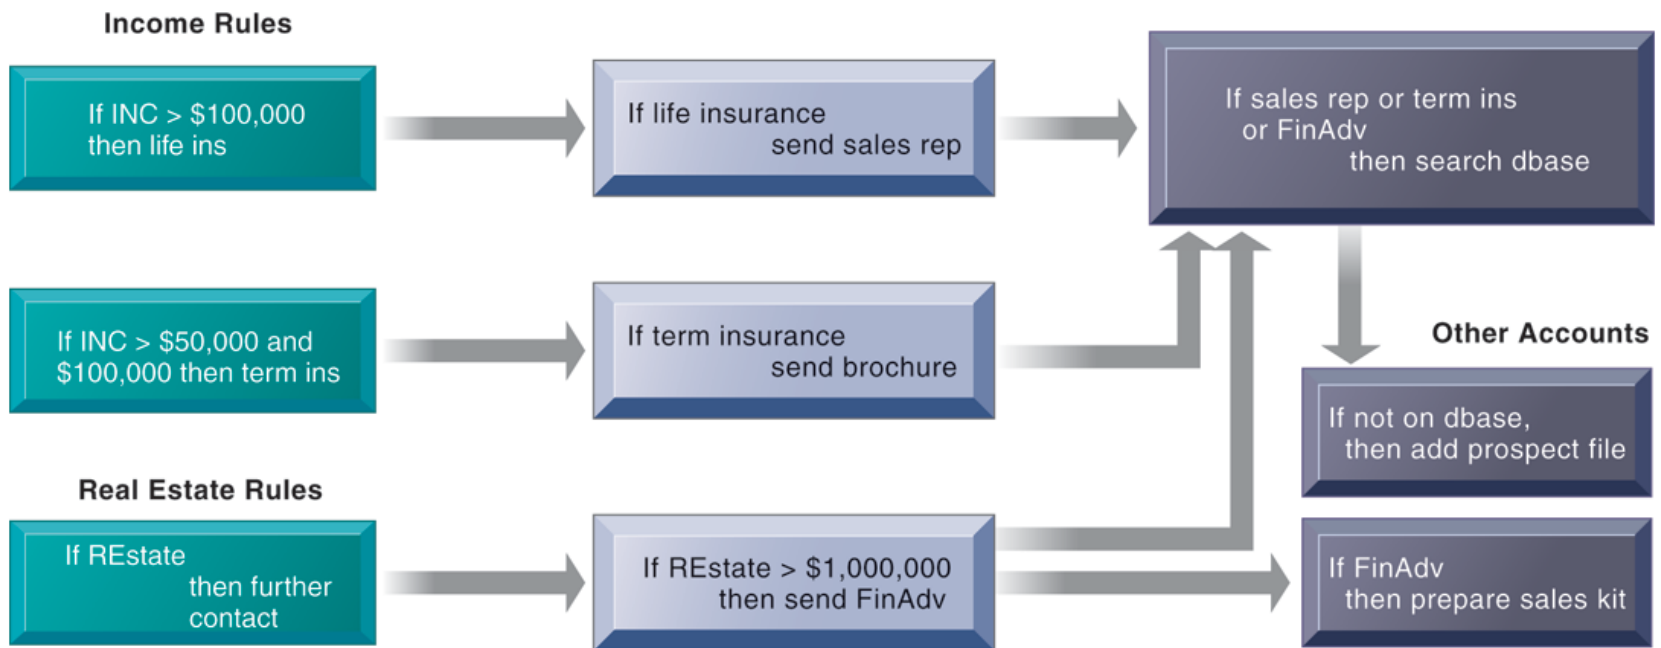 Income Rules
If INC > $100,000
then life ins
If life insurance
send sales rep
If sales rep or term ins
or FinAdv
then search dbase
If INC > $50,000 and
$100,000 then term ins
If term insurance
send brochure
Other Accounts
If not on dbase,
then add prospect file
Real Estate Rules
If REstate
then further
contact
If REstate > $1,000,000
then send FinAdv
If FinAdv
then prepare sales kit